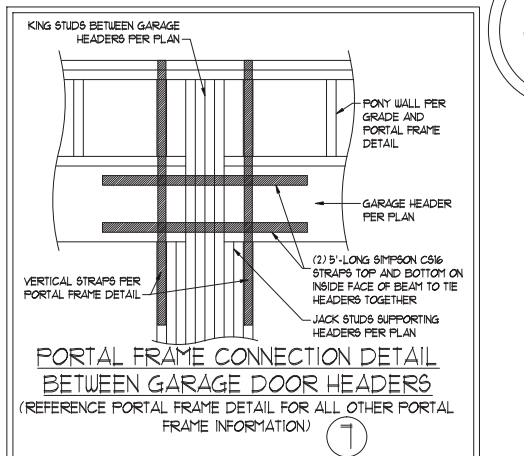 KING STUDS BETWEEN GARAGE
HEADERS PER PLAN
PONY WALL PER
GRADE AND
PORTAL FRAME
DETAIL
GARAGE HEADER
PER PLAN
(2) 5'-LONG SIMPSON CS16
STRAPS TOP AND BOTTOM ON
INSIDE FACE OF BEAM TO TIE
HEADERS TOGETHER
VERTICAL STRAPS PER
PORTAL FRAME DETAIL
JACK STUDS SUPPORTING
HEADERS PER PLAN
PORTAL FRAME CONNECTION DETAIL
BETWEEN GARAGE DOOR HEADERS
(REFERENCE PORTAL FRAME DETAIL FOR ALL OTHER PORTAL
FRAME INFORMATION)
7